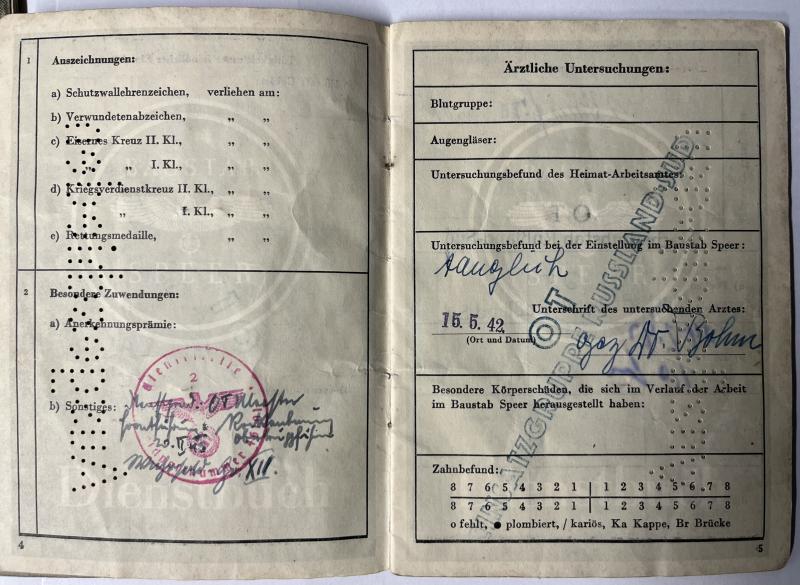 1 Auszeichnungen:
a) Schutzwallehrenzeichen, verliehen am:
b) Verwundetenabzeichen, „ „
c) Eisernes Kreuz II. Kl., „ „
„ „ I. Kl., „ „
d) Kriegsverdienstkreuz II. Kl., „ „
„ I. Kl., „ „
e) Rettungsmedaille, „ „
2 Besondere Zuwendungen:
a) Anerkennungsprämie:
b) Sonstiges:
2
XII.
Dienstbuch
4
Ärztliche Untersuchungen:
Blutgruppe:
Augengläser:
Untersuchungsbefund des Heimat-Arbeitsamtes:
Untersuchungsbefund bei der Einstellung im Baustab Speer:
tauglich
Unterschrift des untersuchenden Arztes:
15. 5. 42
(Ort und Datum)
gez Dr. Böhm
OT
EINSATZGRUPPE RUSSLAND-SÜD
Besondere Körperschäden, die sich im Verlauf der Arbeit
im Baustab Speer herausgestellt haben:
Zahnbefund:
8 7 6 5 4 3 2 1 1 2 3 4 5 6 7 8
8 7 6 5 4 3 2 1 1 2 3 4 5 6 7 8
o fehlt, ● plombiert, / kariös, Ka Kappe, Br Brücke
5